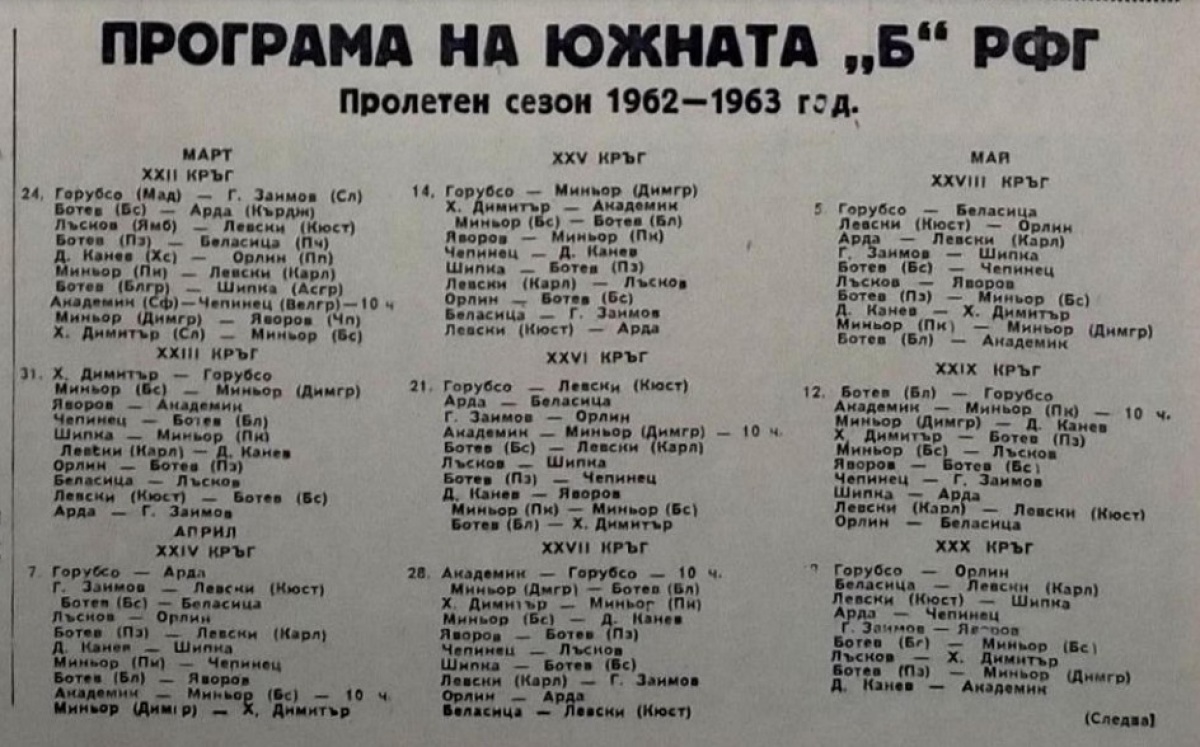 ПРОГРАМА НА ЮЖНАТА „Б“ РФГ
Пролетен сезон 1962—1963 год.
МАРТ
XXII КРЪГ
24. Горубсо (Мад) — Г. Заимов (Сл)
Ботев (Бс) — Арда (Кърдж)
Лъсков (Ямб) — Левски (Кюст)
Ботев (Пз) — Беласица (Пч)
Д. Канев (Хс) — Орлин (Пп)
Миньор (Пк) — Левски (Карл)
Ботев (Блгр) — Шипка (Асгр)
Академик (Сф)—Чепинец (Велгр)—10 ч
Миньор (Димгр) — Яворов (Чп)
Х. Димитър (Сл) — Миньор (Бс)
XXIII КРЪГ
31. Х. Димитър — Горубсо
Миньор (Бс) — Миньор (Димгр)
Яворов — Академик
Чепинец — Ботев (Бл)
Шипка — Миньор (Пк)
Левски (Карл) — Д. Канев
Орлин — Ботев (Пз)
Беласица — Лъсков
Левски (Кюст) — Ботев (Бс)
Арда — Г. Заимов
АПРИЛ
XXIV КРЪГ
7. Горубсо — Арда
Г. Заимов — Левски (Кюст)
Ботев (Бс) — Беласица
Лъсков — Орлин
Ботев (Пз) — Левски (Карл)
Д. Канев — Шипка
Миньор (Пк) — Чепинец
Ботев (Бл) — Яворов
Академик — Миньор (Бс) — 10 ч.
Миньор (Димгр) — Х. Димитър
XXV КРЪГ
14. Горубсо — Миньор (Димгр)
Х. Димитър — Академик
Миньор (Бс) — Ботев (Бл)
Яворов — Миньор (Пк)
Чепинец — Д. Канев
Шипка — Ботев (Пз)
Левски (Карл) — Лъсков
Орлин — Ботев (Бс)
Беласица — Г. Заимов
Левски (Кюст) — Арда
XXVI КРЪГ
21. Горубсо — Левски (Кюст)
Арда — Беласица
Г. Заимов — Орлин
Академик — Миньор (Димгр) — 10 ч.
Ботев (Бс) — Левски (Карл)
Лъсков — Шипка
Ботев (Пз) — Чепинец
Д. Канев — Яворов
Миньор (Пк) — Миньор (Бс)
Ботев (Бл) — Х. Димитър
XXVII КРЪГ
28. Академик — Горубсо — 10 ч.
Миньор (Дмгр) — Ботев (Бл)
Х. Димитър — Миньор (Пк)
Миньор (Бс) — Д. Канев
Яворов — Ботев (Пз)
Чепинец — Лъсков
Шипка — Ботев (Бс)
Левски (Карл) — Г. Заимов
Орлин — Арда
Беласица — Левски (Кюст)
МАЙ
XXVIII КРЪГ
5. Горубсо — Беласица
Левски (Кюст) — Орлин
Арда — Левски (Карл)
Г. Заимов — Шипка
Ботев (Бс) — Чепинец
Лъсков — Яворов
Ботев (Пз) — Миньор (Бс)
Д. Канев — Х. Димитър
Миньор (Пк) — Миньор (Димгр)
Ботев (Бл) — Академик
XXIX КРЪГ
12. Ботев (Бл) — Горубсо
Академик — Миньор (Пк) — 10 ч.
Миньор (Димгр) — Д. Канев
Х. Димитър — Ботев (Пз)
Миньор (Бс) — Лъсков
Яворов — Ботев (Бс)
Чепинец — Г. Заимов
Шипка — Арда
Левски (Карл) — Левски (Кюст)
Орлин — Беласица
XXX КРЪГ
Горубсо — Орлин
Беласица — Левски (Карл)
Левски (Кюст) — Шипка
Арда — Чепинец
Г. Заимов — Яворов
Ботев — Миньор (Бс)
Лъсков — Х. Димитър
Ботев (Пз) — Миньор (Димгр)
Д. Канев — Академик
(Следва)